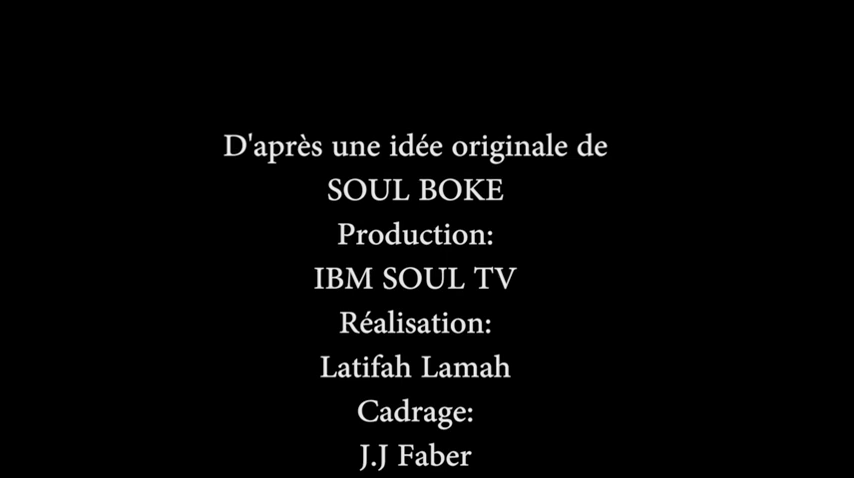 D'après une idée originale de
SOUL BOKE
Production:
IBM SOUL TV
Réalisation:
Latifah Lamah
Cadrage:
J.J Faber